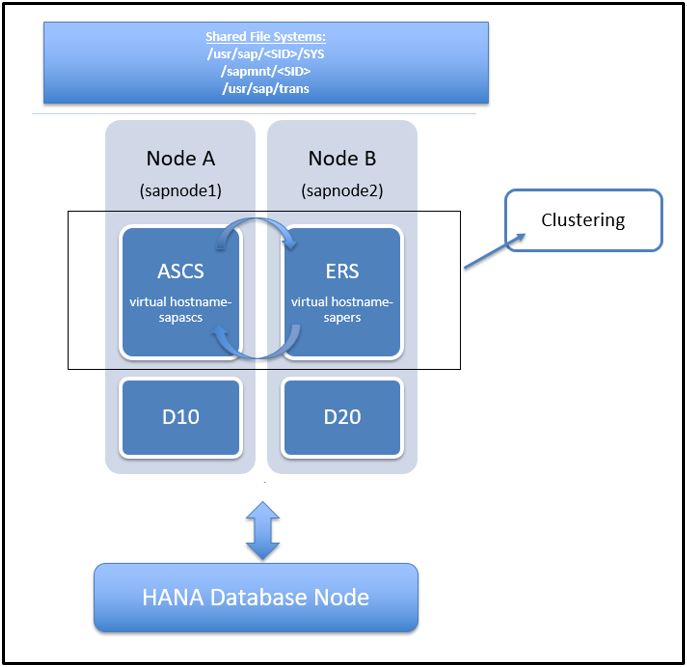 Shared File Systems:
/usr/sap/<SID>/SYS
/sapmnt/<SID>
/usr/sap/trans
Node A
(sapnode1)
Node B
(sapnode2)
Clustering
ASCS
virtual hostname-
sapascs
ERS
virtual hostname-
sapers
D10
D20
HANA Database Node